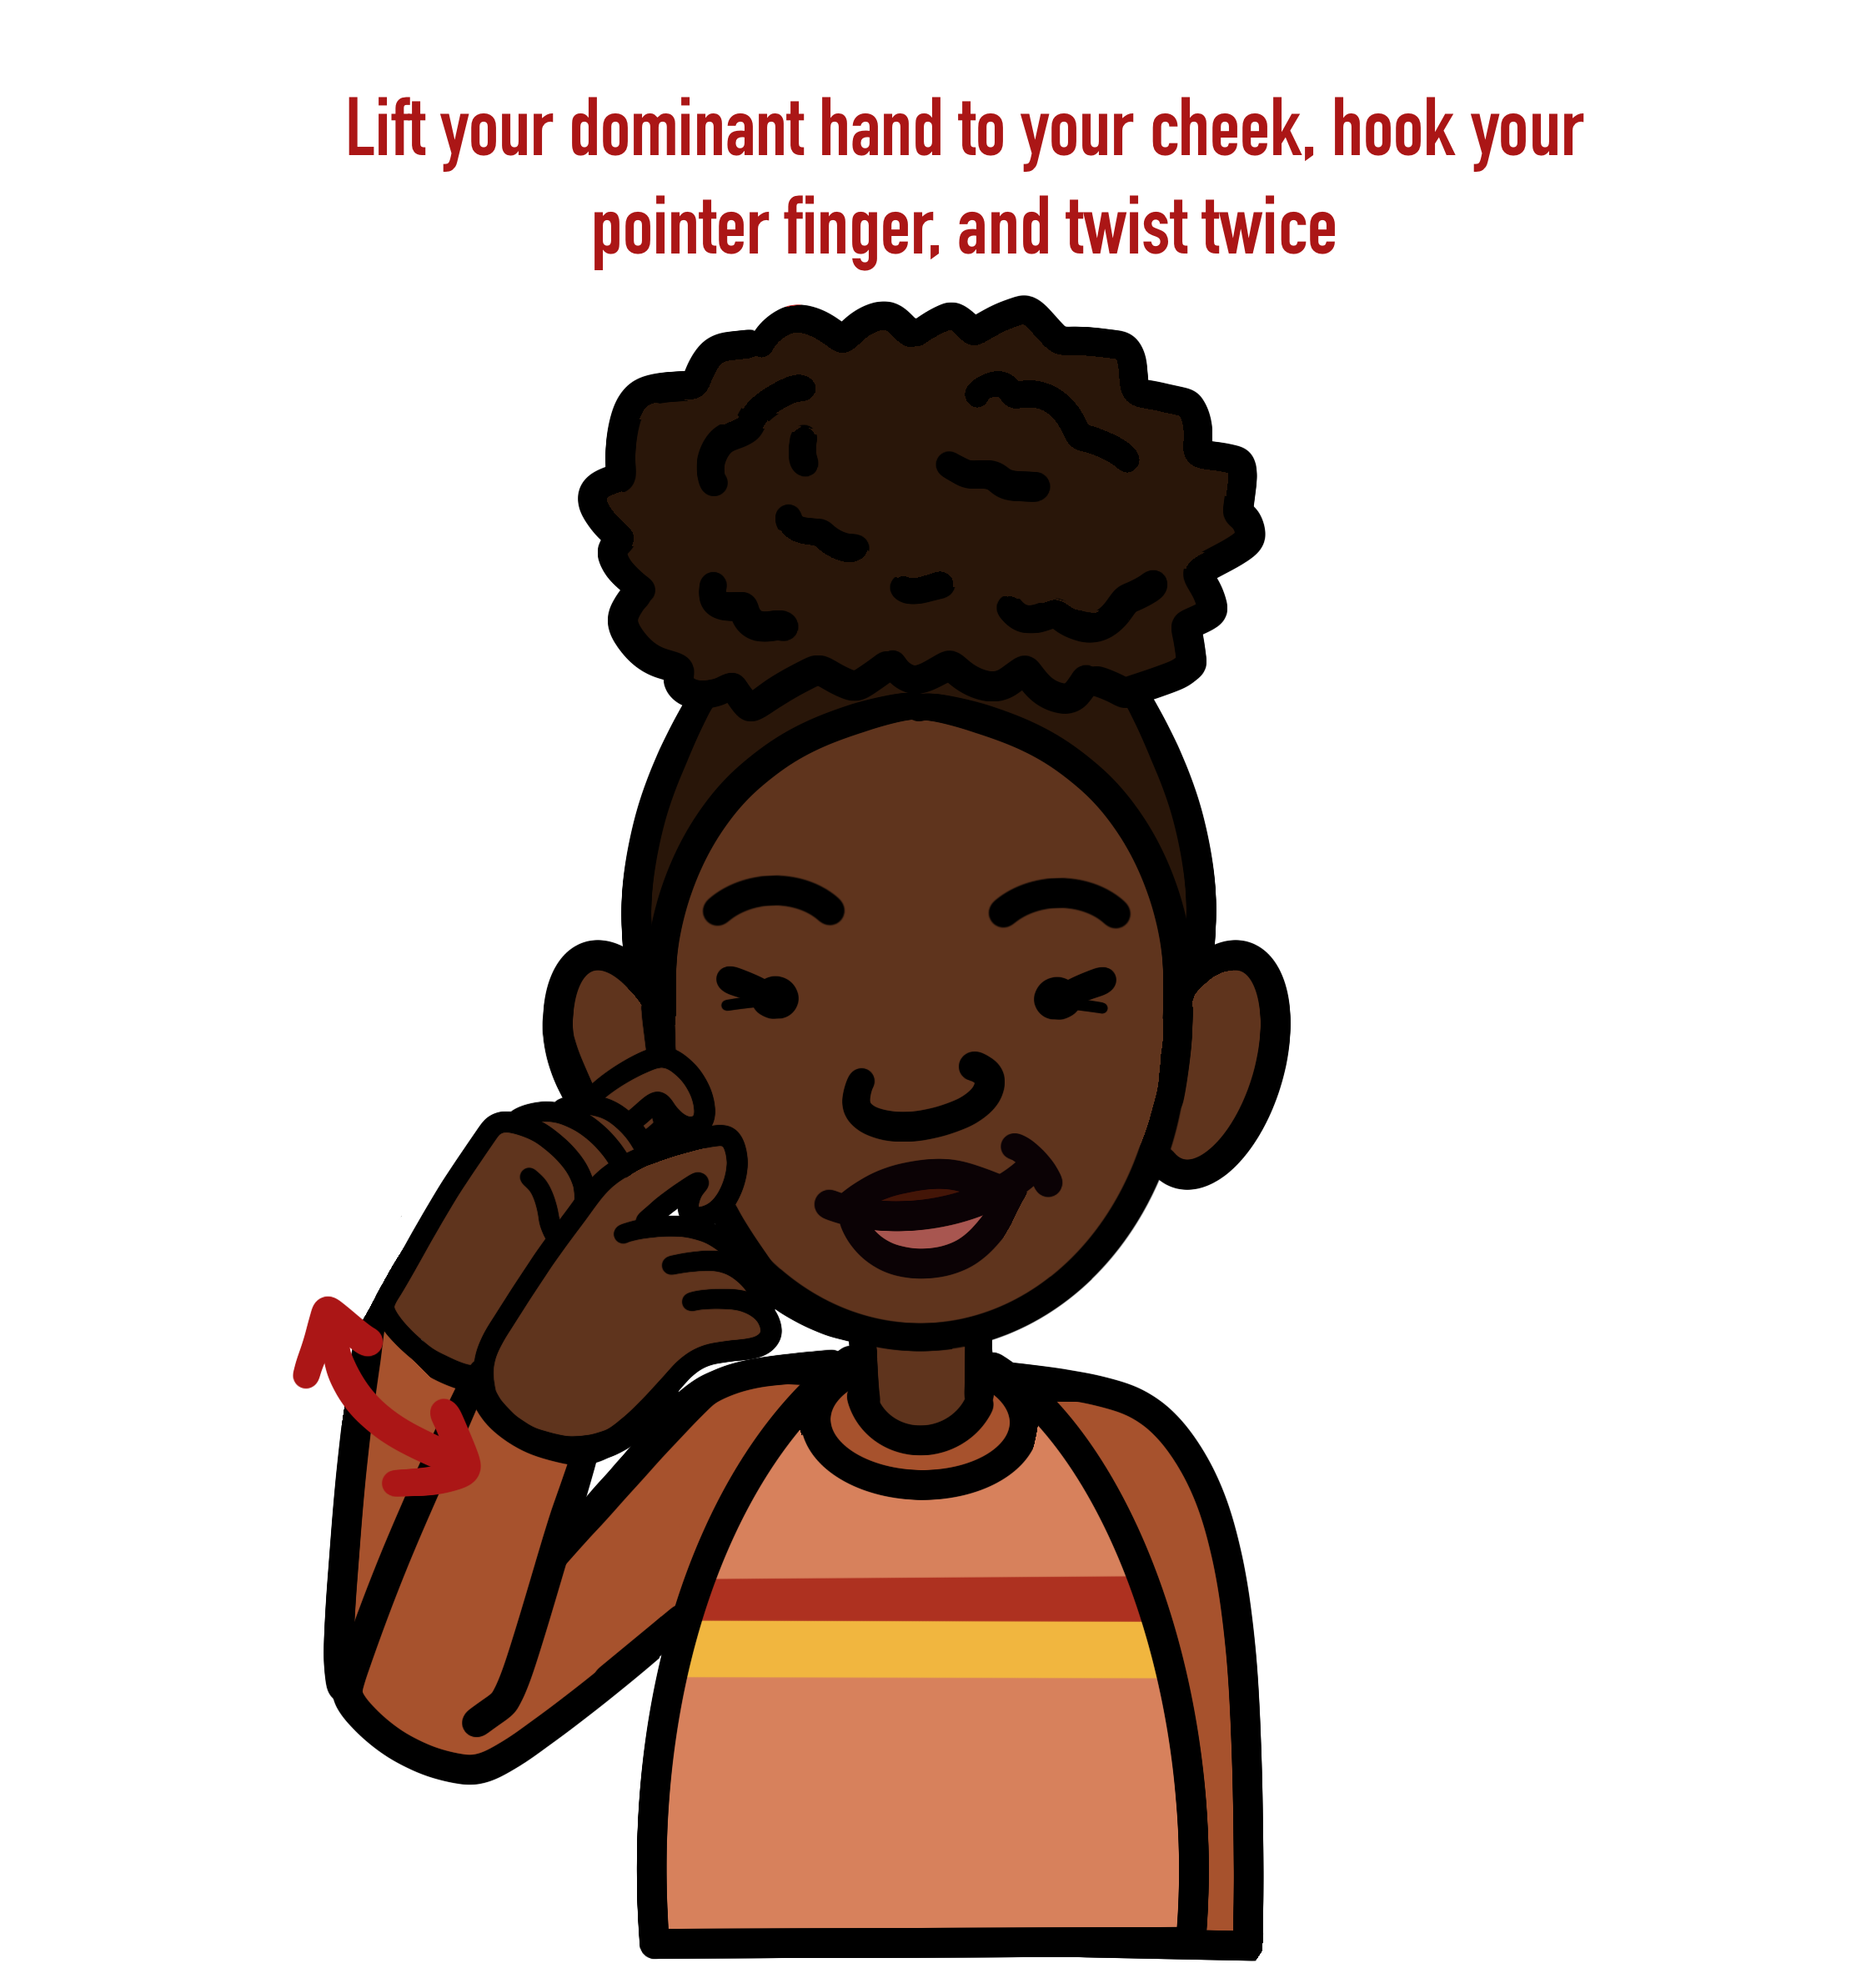 Lift your dominant hand to your cheek, hook your
pointer finger, and twist twice